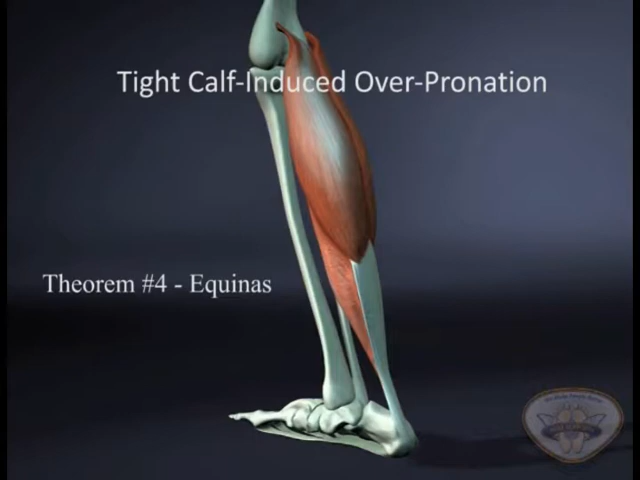 Tight Calf-Induced Over-Pronation
Theorem #4 - Equinas